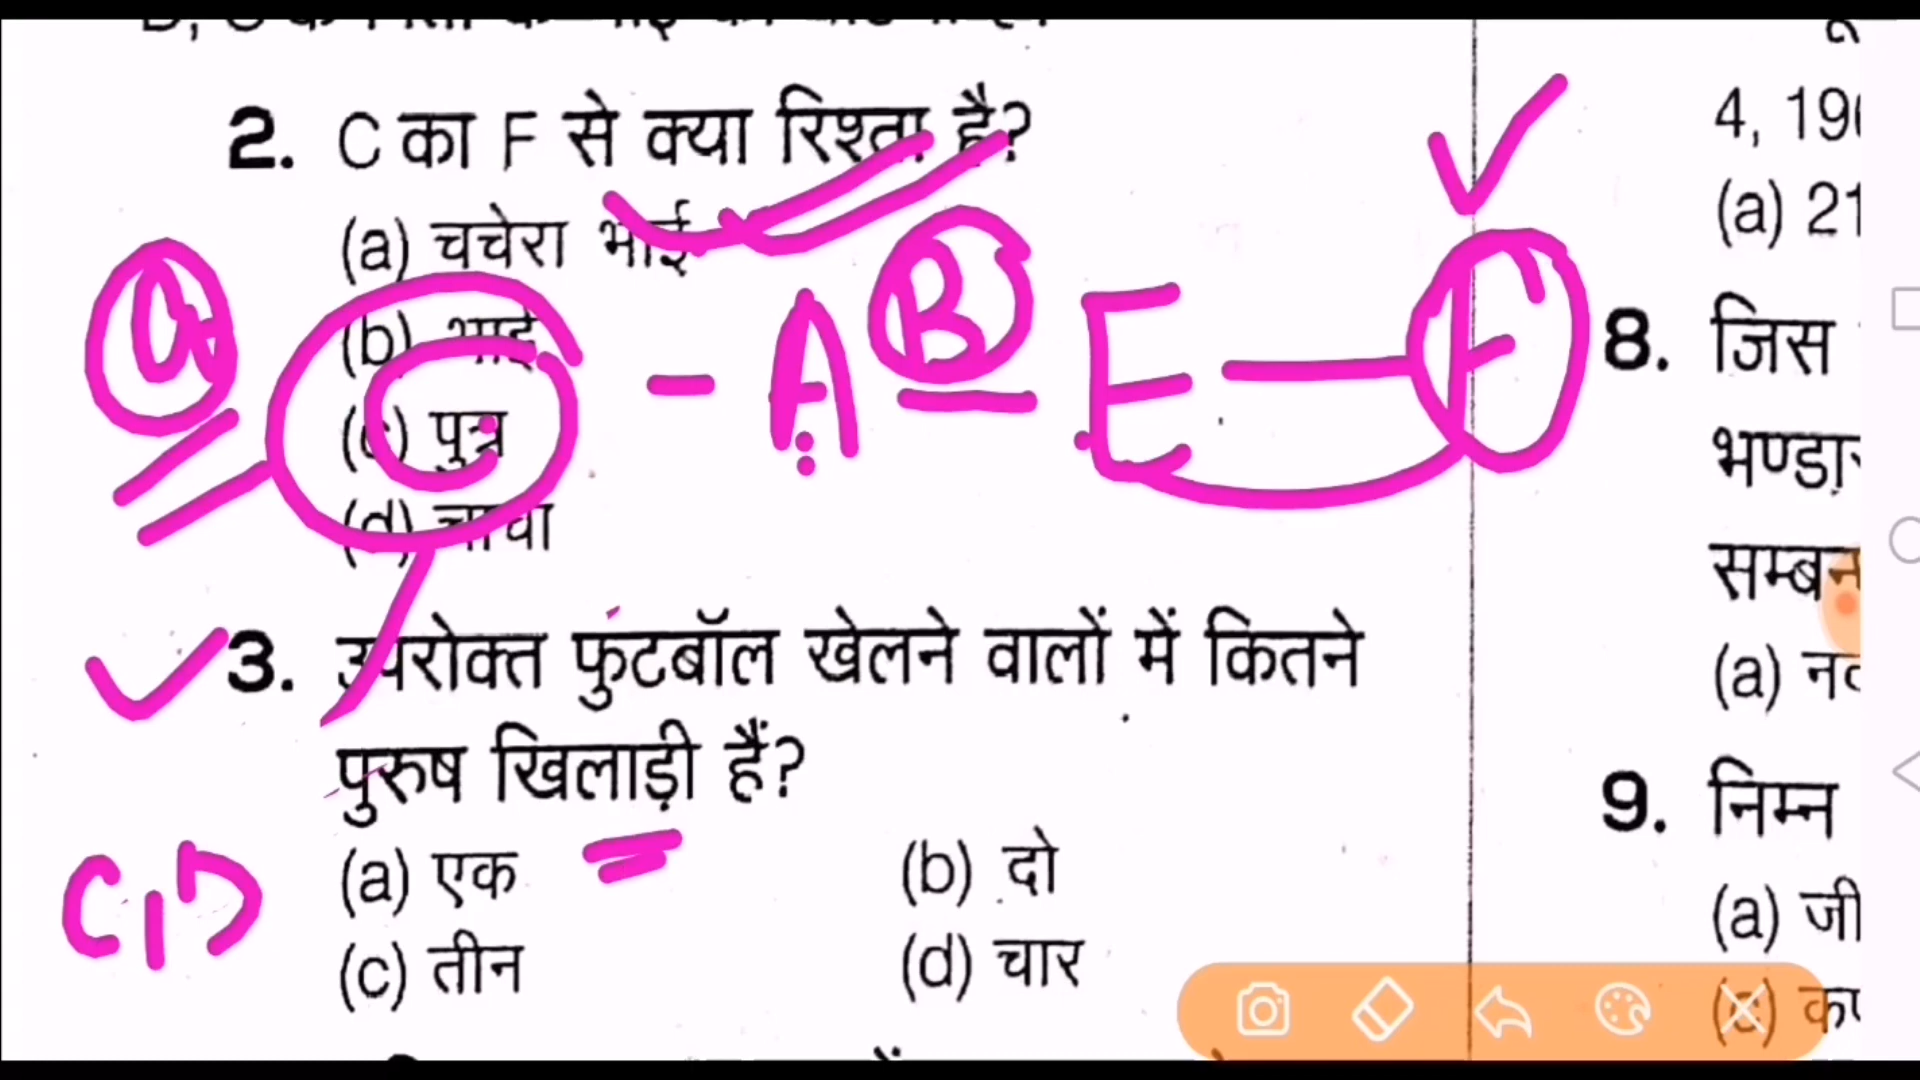 2. C का F से क्या रिश्ता है?
(a) चचेरा भाई
(b) भाई
(c) पुत्र
(d) चाचा
C - A B E F
3. उपरोक्त फुटबॉल खेलने वालों में कितने
पुरुष खिलाड़ी हैं?
C, D
(a) एक
(b) दो
(c) तीन
(d) चार
4, 19
(a) 21
8. जिस
भण्डा
सम्बन
(a) न
9. निम्न
(a) जी
(c) क